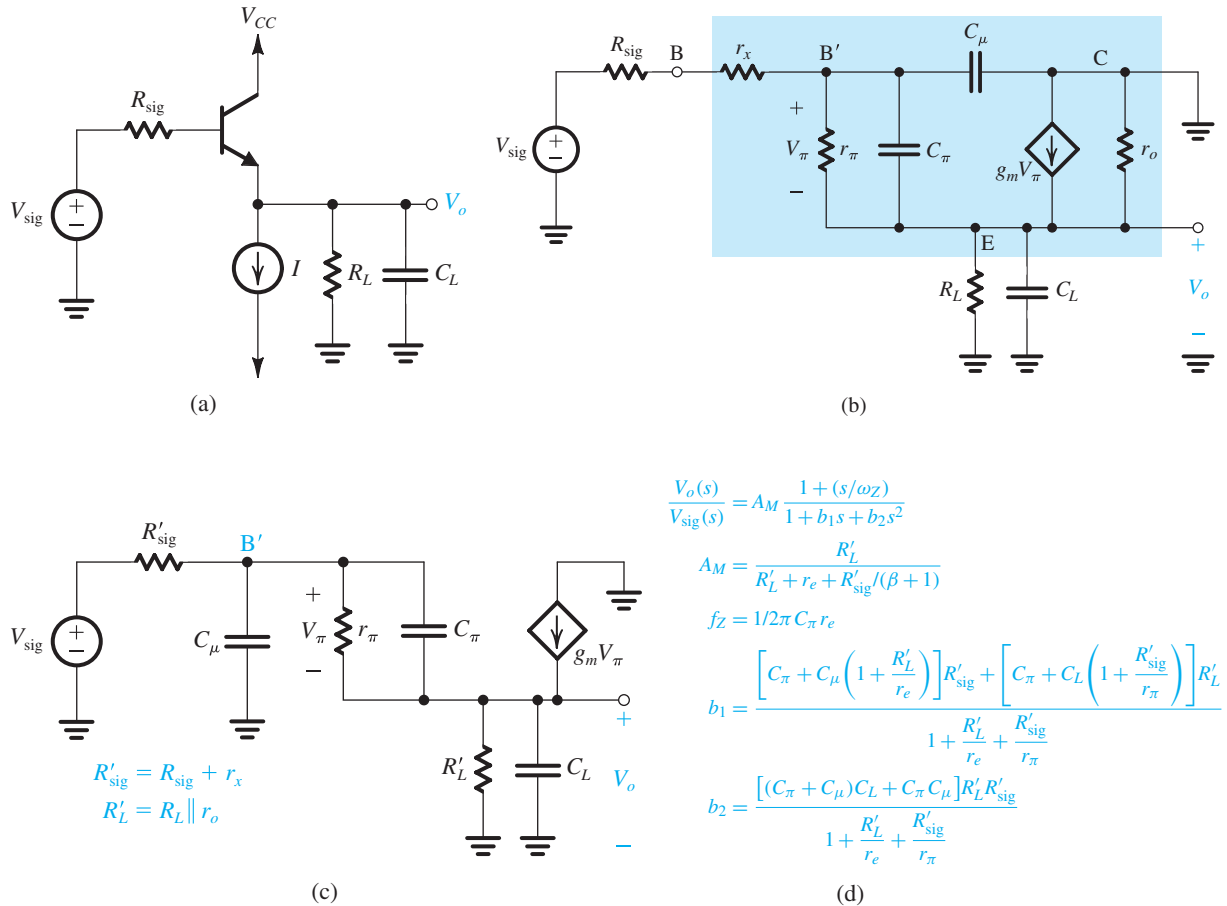 V_CC
R_sig
V_sig
+
−
V_o
I
R_L
C_L
(a)
R_sig
B
r_x
B′
C_μ
C
V_sig
+
−
+
V_π
−
r_π
C_π
g_m V_π
r_o
E
R_L
C_L
+
V_o
−
(b)
R′_sig
B′
V_sig
+
−
C_μ
+
V_π
−
r_π
C_π
g_m V_π
R′_L
C_L
+
V_o
−
R′_sig = R_sig + r_x
R′_L = R_L ∥ r_o
(c)
V_o(s)/V_sig(s) = A_M (1 + (s/ω_Z))/(1 + b_1 s + b_2 s²)
A_M = R′_L/(R′_L + r_e + R′_sig/(β + 1))
f_Z = 1/2π C_π r_e
b_1 = ([C_π + C_μ(1 + R′_L/r_e)]R′_sig + [C_π + C_L(1 + R′_sig/r_π)]R′_L)/(1 + R′_L/r_e + R′_sig/r_π)
b_2 = ([(C_π + C_μ)C_L + C_π C_μ]R′_L R′_sig)/(1 + R′_L/r_e + R′_sig/r_π)
(d)